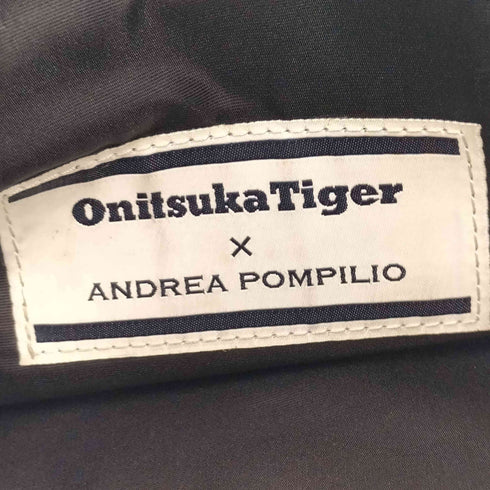 OnitsukaTiger
×
ANDREA POMPILIO